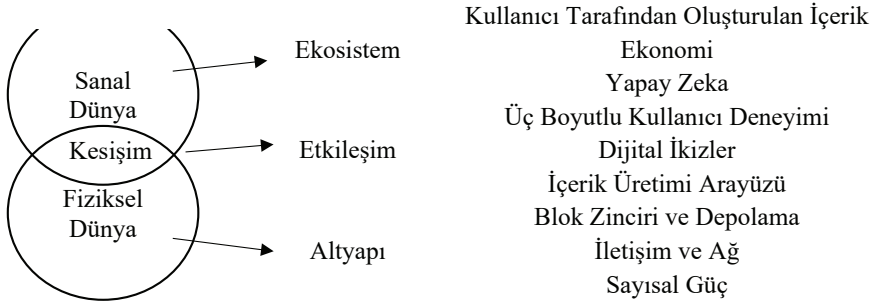 Sanal
Dünya
Kesişim
Fiziksel
Dünya
Ekosistem
Etkileşim
Altyapı
Kullanıcı Tarafından Oluşturulan İçerik
Ekonomi
Yapay Zeka
Üç Boyutlu Kullanıcı Deneyimi
Dijital İkizler
İçerik Üretimi Arayüzü
Blok Zinciri ve Depolama
İletişim ve Ağ
Sayısal Güç